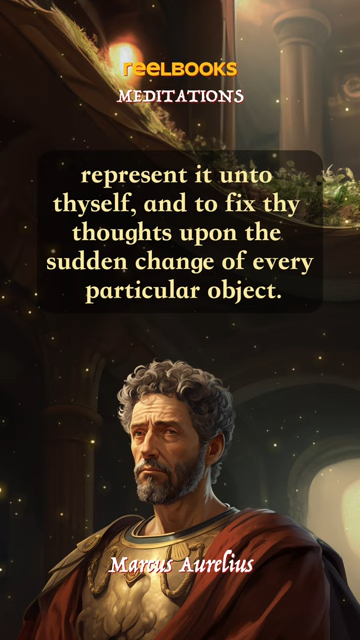 reelbooks
MEDITATIONS
represent it unto
thyself, and to fix thy
thoughts upon the
sudden change of every
particular object.
Marcus Aurelius